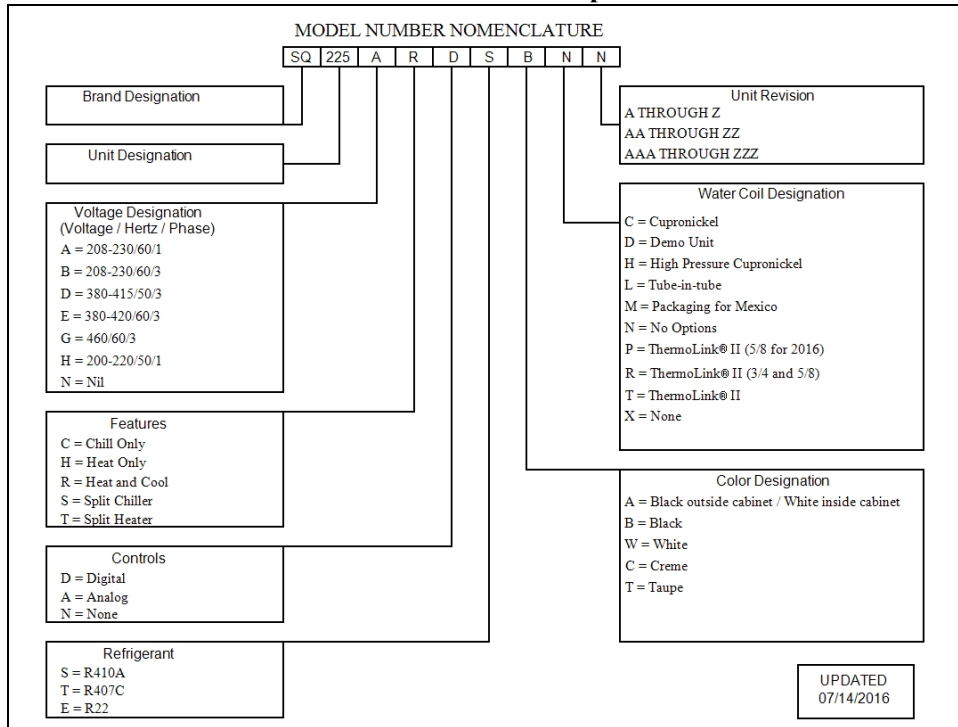 MODEL NUMBER NOMENCLATURE
SQ 225 A R D S B N N
Brand Designation
Unit Designation
Voltage Designation
(Voltage / Hertz / Phase)
A = 208-230/60/1
B = 208-230/60/3
D = 380-415/50/3
E = 380-420/60/3
G = 460/60/3
H = 200-220/50/1
N = Nil
Features
C = Chill Only
H = Heat Only
R = Heat and Cool
S = Split Chiller
T = Split Heater
Controls
D = Digital
A = Analog
N = None
Refrigerant
S = R410A
T = R407C
E = R22
Unit Revision
A THROUGH Z
AA THROUGH ZZ
AAA THROUGH ZZZ
Water Coil Designation
C = Cupronickel
D = Demo Unit
H = High Pressure Cupronickel
L = Tube-in-tube
M = Packaging for Mexico
N = No Options
P = ThermoLink® II (5/8 for 2016)
R = ThermoLink® II (3/4 and 5/8)
T = ThermoLink® II
X = None
Color Designation
A = Black outside cabinet / White inside cabinet
B = Black
W = White
C = Creme
T = Taupe
UPDATED
07/14/2016